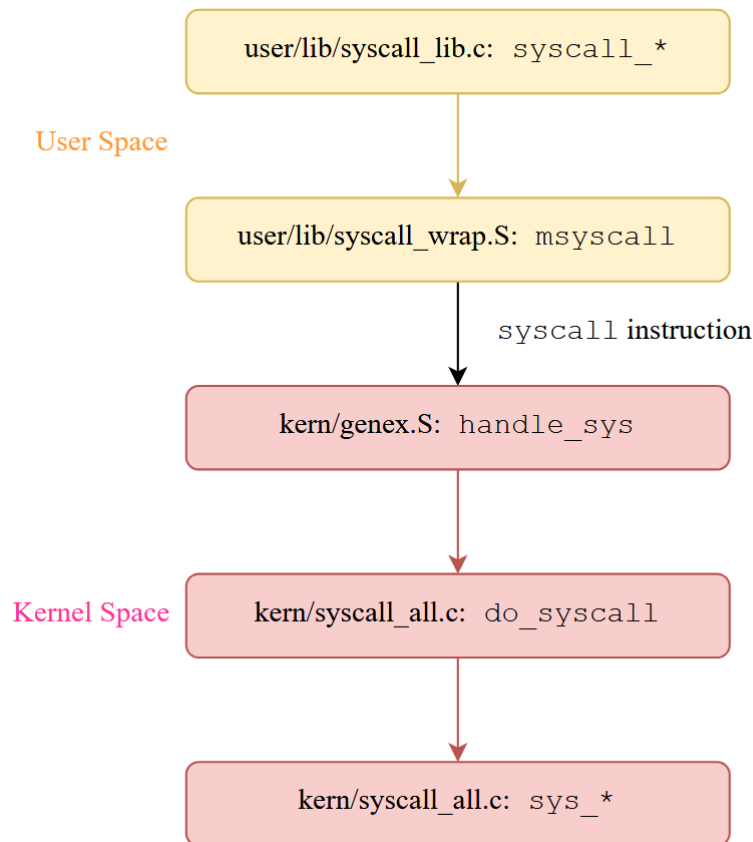 user/lib/syscall_lib.c: syscall_*
User Space
user/lib/syscall_wrap.S: msyscall
syscall instruction
kern/genex.S: handle_sys
Kernel Space
kern/syscall_all.c: do_syscall
kern/syscall_all.c: sys_*